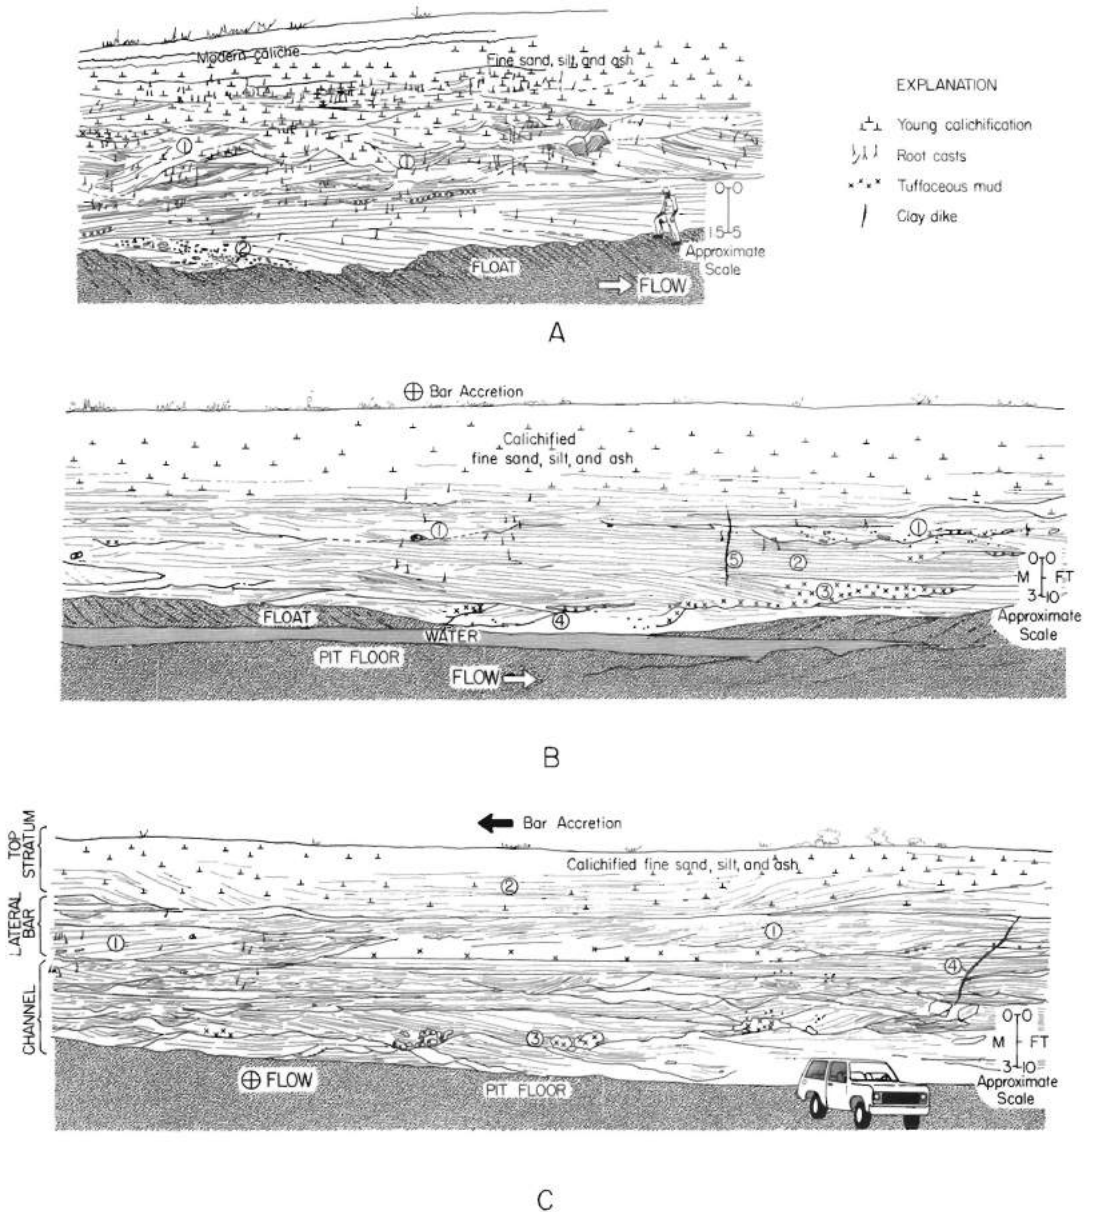 Modern caliche
Fine sand, silt, and ash
EXPLANATION
Young calichification
Root casts
Tuffaceous mud
Clay dike
1
1
2
0-0
1.5-5
Approximate
Scale
FLOAT
FLOW
A
Bar Accretion
Calichified
fine sand, silt, and ash
1
1
5
2
3
4
0-0
M FT
3-10
Approximate
Scale
FLOAT
WATER
PIT FLOOR
FLOW
B
Bar Accretion
TOP
STRATUM
LATERAL
BAR
CHANNEL
Calichified fine sand, silt, and ash
2
1
1
4
3
0-0
M FT
3-10
Approximate
Scale
FLOW
PIT FLOOR
C